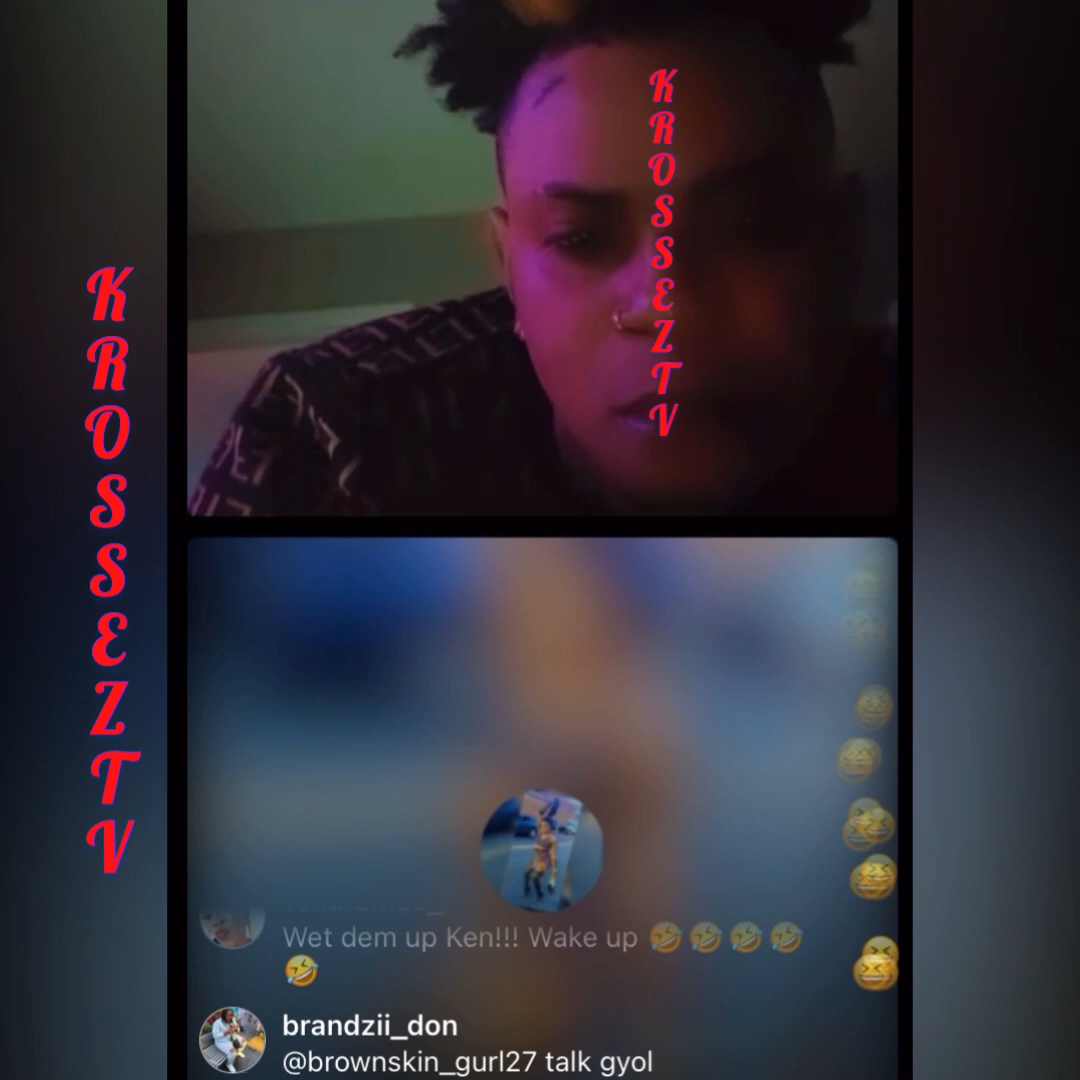 KROSSEZTV
KROSSEZTV
Wet dem up Ken!!! Wake up 🤣🤣🤣🤣
🤣
brandzii_don
@brownskin_gurl27 talk gyol